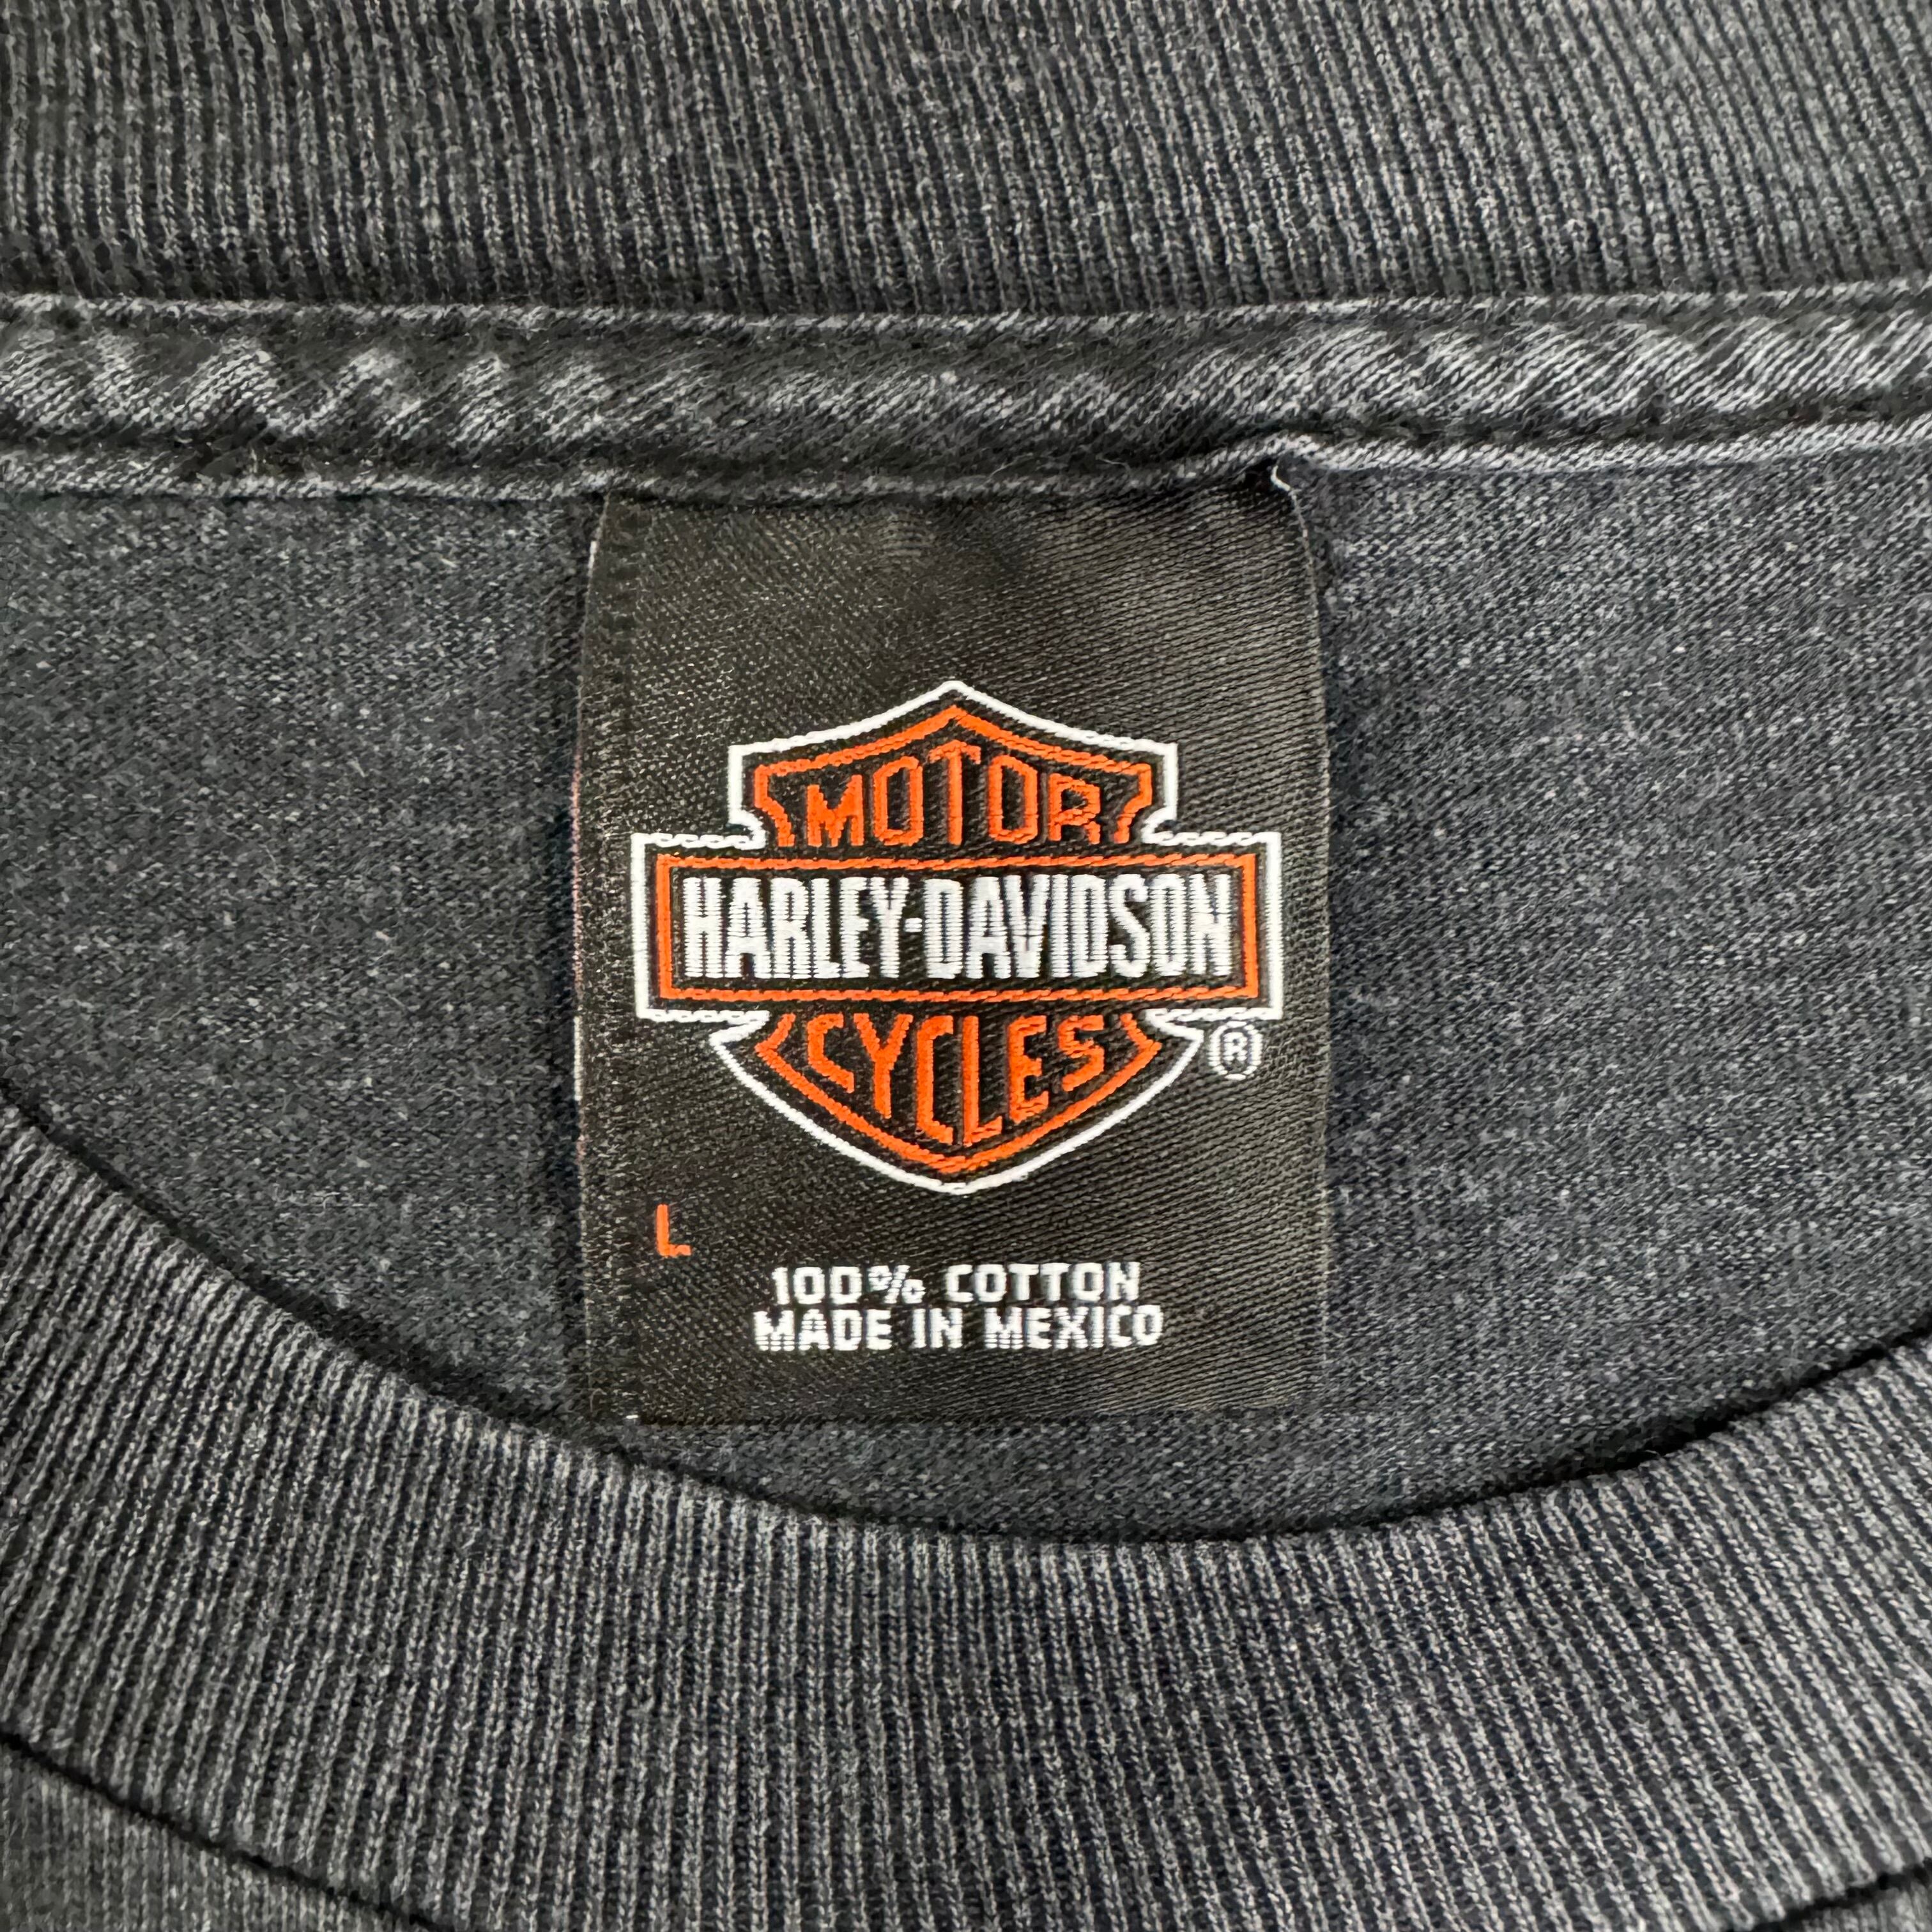 MOTOR
HARLEY-DAVIDSON
CYCLES
®
L
100% COTTON
MADE IN MEXICO